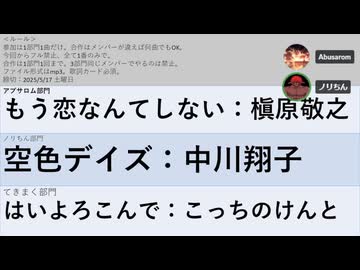 ＜ルール＞
参加は1部門1曲だけ。合作はメンバーが違えば何曲でもOK。
今回からフル禁止、全て1番のみで。
合作は1部門1回まで。3部門同じメンバーでやるのは禁止。
ファイル形式はmp3。歌詞カード必須。
締切：2025/5/17 土曜日
Abusarom
ノリちん
アブサロム部門
もう恋なんてしない：槇原敬之
ノリちん部門
空色デイズ：中川翔子
てきまく部門
はいよろこんで：こっちのけんと